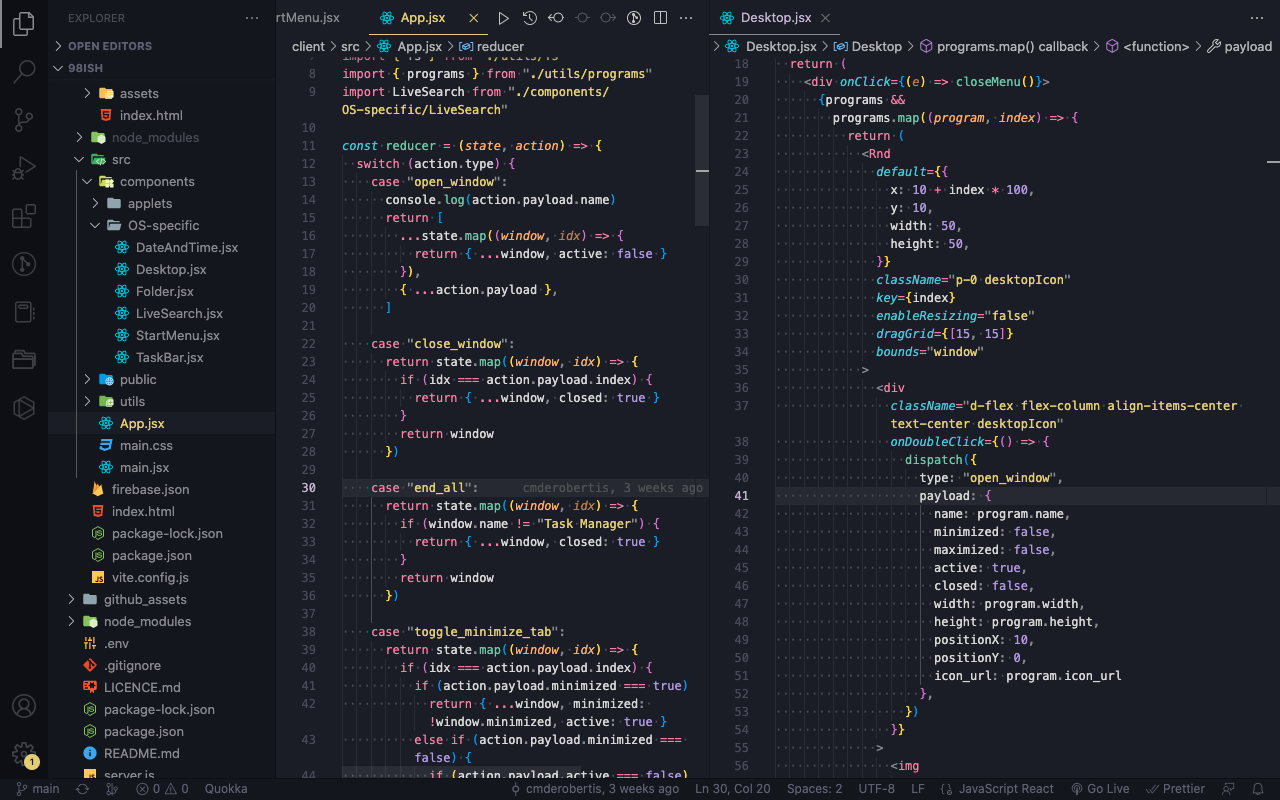 EXPLORER
OPEN EDITORS
98ISH
assets
index.html
node_modules
src
components
applets
OS-specific
DateAndTime.jsx
Desktop.jsx
Folder.jsx
LiveSearch.jsx
StartMenu.jsx
TaskBar.jsx
public
utils
App.jsx
main.css
main.jsx
firebase.json
index.html
package-lock.json
package.json
vite.config.js
github_assets
node_modules
.env
.gitignore
LICENCE.md
package-lock.json
package.json
README.md
server.js
1
rtMenu.jsx App.jsx
client > src > App.jsx > reducer
8 import { programs } from "./utils/programs"
9 import LiveSearch from "./components/
OS-specific/LiveSearch"
10
11 const reducer = (state, action) => {
12 switch (action.type) {
13 case "open_window":
14 console.log(action.payload.name)
15 return [
16 ...state.map((window, idx) => {
17 return { ...window, active: false }
18 }),
19 { ...action.payload },
20 ]
21
22 case "close_window":
23 return state.map((window, idx) => {
24 if (idx === action.payload.index) {
25 return { ...window, closed: true }
26 }
27 return window
28 })
29
30 case "end_all": cmderobertis, 3 weeks ago
31 return state.map((window, idx) => {
32 if (window.name != "Task Manager") {
33 return { ...window, closed: true }
34 }
35 return window
36 })
37
38 case "toggle_minimize_tab":
39 return state.map((window, idx) => {
40 if (idx === action.payload.index) {
41 if (action.payload.minimized === true)
42 return { ...window, minimized:
!window.minimized, active: true }
43 else if (action.payload.minimized ===
false) {
44 if (action.payload.active === false)
Desktop.jsx
> Desktop.jsx > Desktop > programs.map() callback > <function> > payload
18 return (
19 <div onClick={(e) => closeMenu()}>
20 {programs &&
21 programs.map((program, index) => {
22 return (
23 <Rnd
24 default={{
25 x: 10 + index * 100,
26 y: 10,
27 width: 50,
28 height: 50,
29 }}
30 className="p-0 desktopIcon"
31 key={index}
32 enableResizing="false"
33 dragGrid={[15, 15]}
34 bounds="window"
35 >
36 <div
37 className="d-flex flex-column align-items-center
text-center desktopIcon"
38 onDoubleClick={() => {
39 dispatch({
40 type: "open_window",
41 payload: {
42 name: program.name,
43 minimized: false,
44 maximized: false,
45 active: true,
46 closed: false,
47 width: program.width,
48 height: program.height,
49 positionX: 10,
50 positionY: 0,
51 icon_url: program.icon_url
52 },
53 })
54 }}
55 >
56 <img
main 0 0 Quokka cmderobertis, 3 weeks ago Ln 30, Col 20 Spaces: 2 UTF-8 LF JavaScript React Go Live Prettier